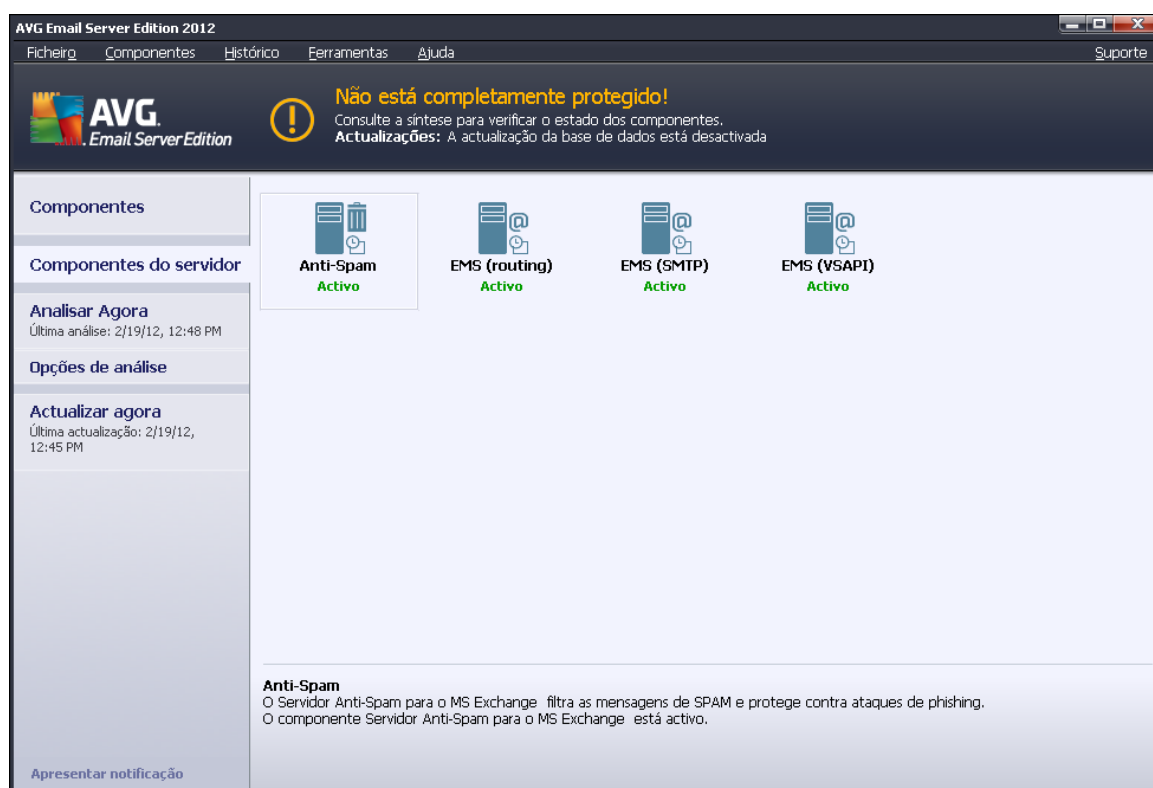 AVG Email Server Edition 2012
Ficheiro Componentes Histórico Ferramentas Ajuda Suporte
AVG.
Email Server Edition
Não está completamente protegido!
Consulte a síntese para verificar o estado dos componentes.
Actualizações: A actualização da base de dados está desactivada
Componentes
Componentes do servidor
Analisar Agora
Última análise: 2/19/12, 12:48 PM
Opções de análise
Actualizar agora
Última actualização: 2/19/12,
12:45 PM
Apresentar notificação
Anti-Spam
Activo
EMS (routing)
Activo
EMS (SMTP)
Activo
EMS (VSAPI)
Activo
Anti-Spam
O Servidor Anti-Spam para o MS Exchange filtra as mensagens de SPAM e protege contra ataques de phishing.
O componente Servidor Anti-Spam para o MS Exchange está activo.